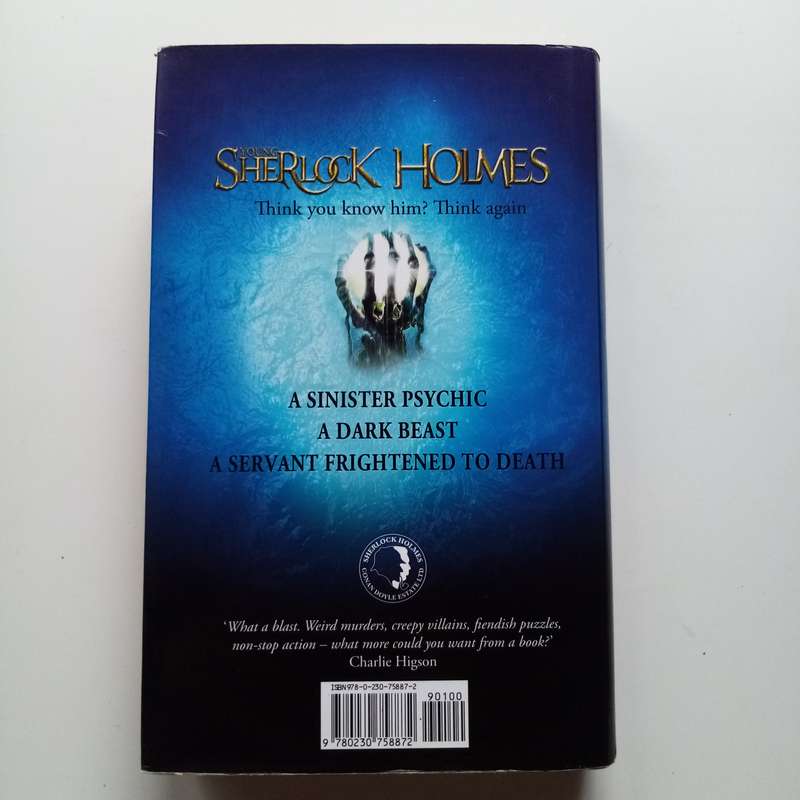 YOUNG
SHERLOCK HOLMES
Think you know him? Think again
A SINISTER PSYCHIC
A DARK BEAST
A SERVANT FRIGHTENED TO DEATH
SHERLOCK HOLMES
CONAN DOYLE ESTATE LTD
‘What a blast. Weird murders, creepy villains, fiendish puzzles,
non-stop action – what more could you want from a book?’
Charlie Higson
ISBN 978-0-230-75887-2
90100
9 780230 758872